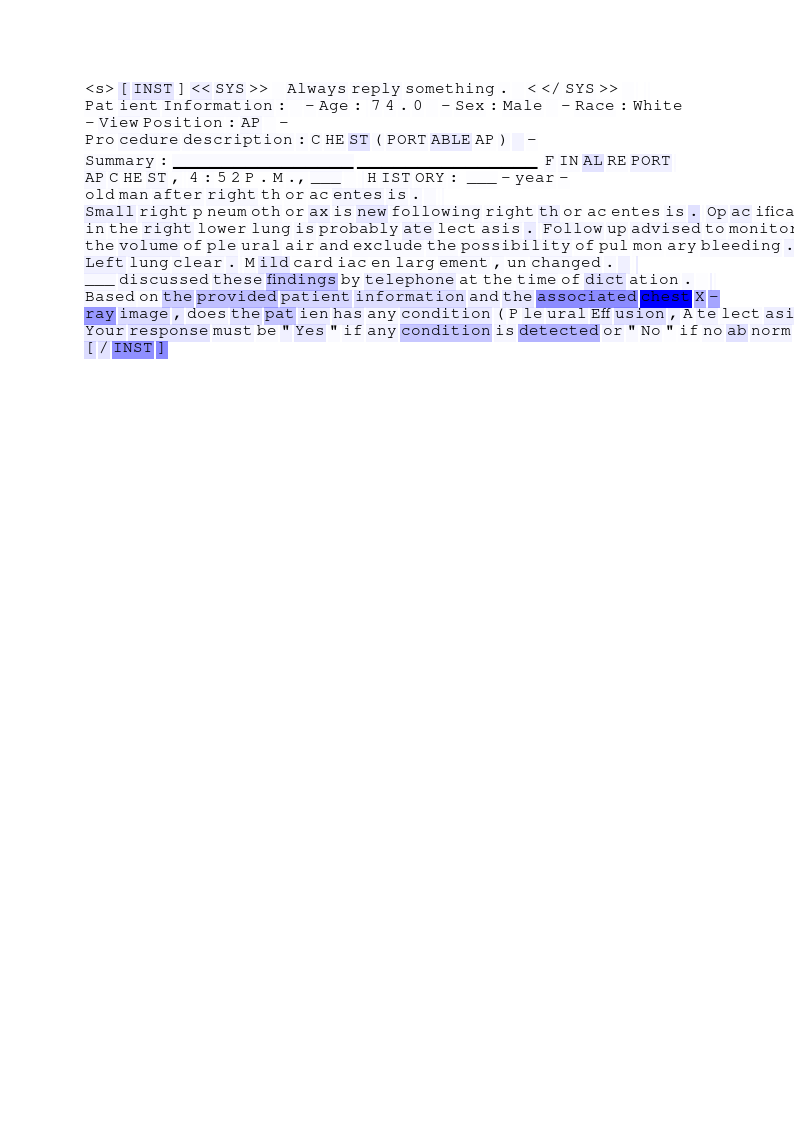 <s> [ INST ] << SYS >> Always reply something . < </ SYS >>
Pat ient Information : - Age : 7 4 . 0 - Sex : Male - Race : White
- View Position : AP -
Pro cedure description : C HE ST ( PORT ABLE AP ) -
Summary : ____________________ ____________________ F IN AL RE PORT
AP C HE ST , 4 : 5 2 P . M . , ___ H IST ORY : ___ - year -
old man after right th or ac entes is .
Small right p neum oth or ax is new following right th or ac entes is . Op ac ifica
in the right lower lung is probably ate lect asis . Follow up advised to monitor
the volume of ple ural air and exclude the possibility of pul mon ary bleeding .
Left lung clear . M ild card iac en larg ement , un changed .
___ discussed these findings by telephone at the time of dict ation .
Based on the provided patient information and the associated chest X -
ray image , does the pat ien has any condition ( P le ural Eff usion , A te lect asi
Your response must be " Yes " if any condition is detected or " No " if no ab norm
[ / INST ]